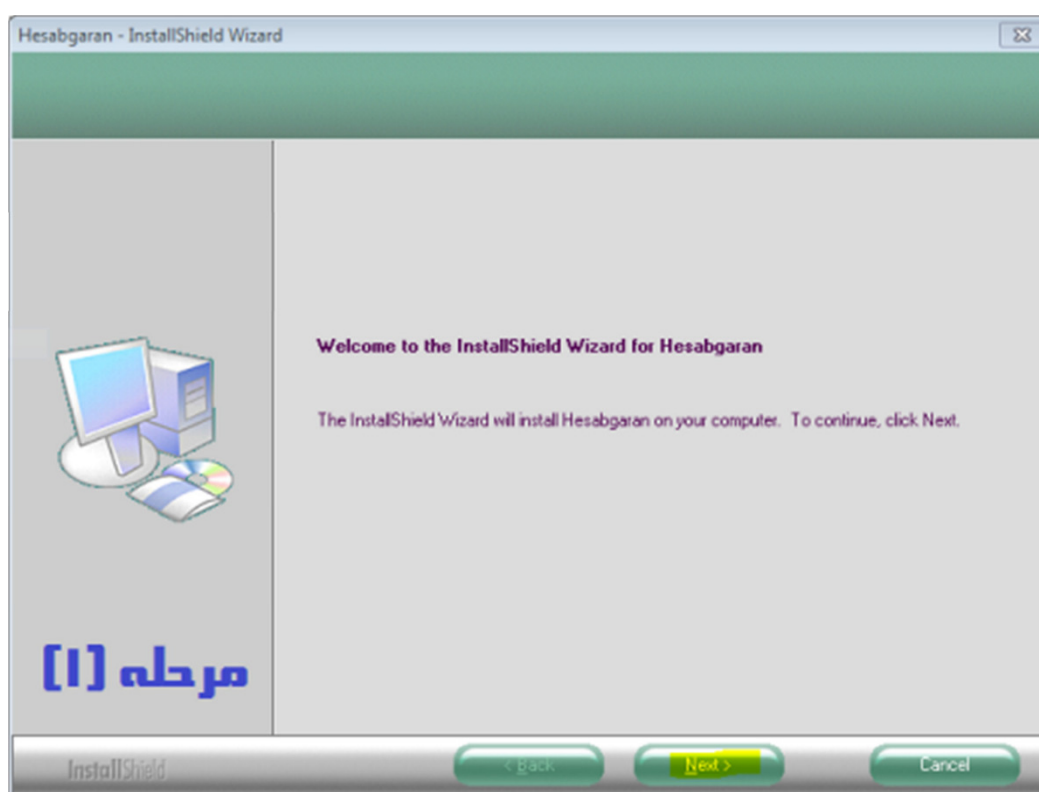 Hesabgaran - InstallShield Wizard
Welcome to the InstallShield Wizard for Hesabgaran
The InstallShield Wizard will install Hesabgaran on your computer. To continue, click Next.
مرحله [1]
InstallShield
< Back
Next >
Cancel